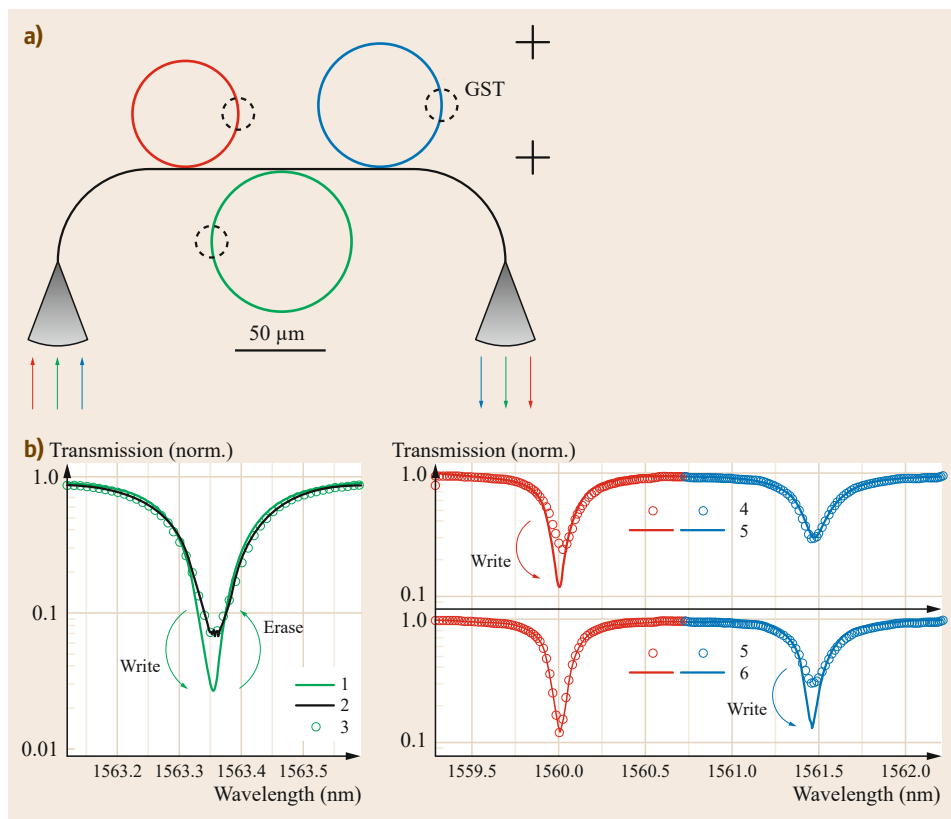 a)
GST
50 µm
b)
Transmission (norm.)
1.0
0.1
0.01
Write
Erase
1
2
3
1563.2 1563.3 1563.4 1563.5
Wavelength (nm)
Transmission (norm.)
1.0
0.1
Write
4
5
1.0
0.1
5
6
Write
1559.5 1560.0 1560.5 1561.0 1561.5 1562.0
Wavelength (nm)